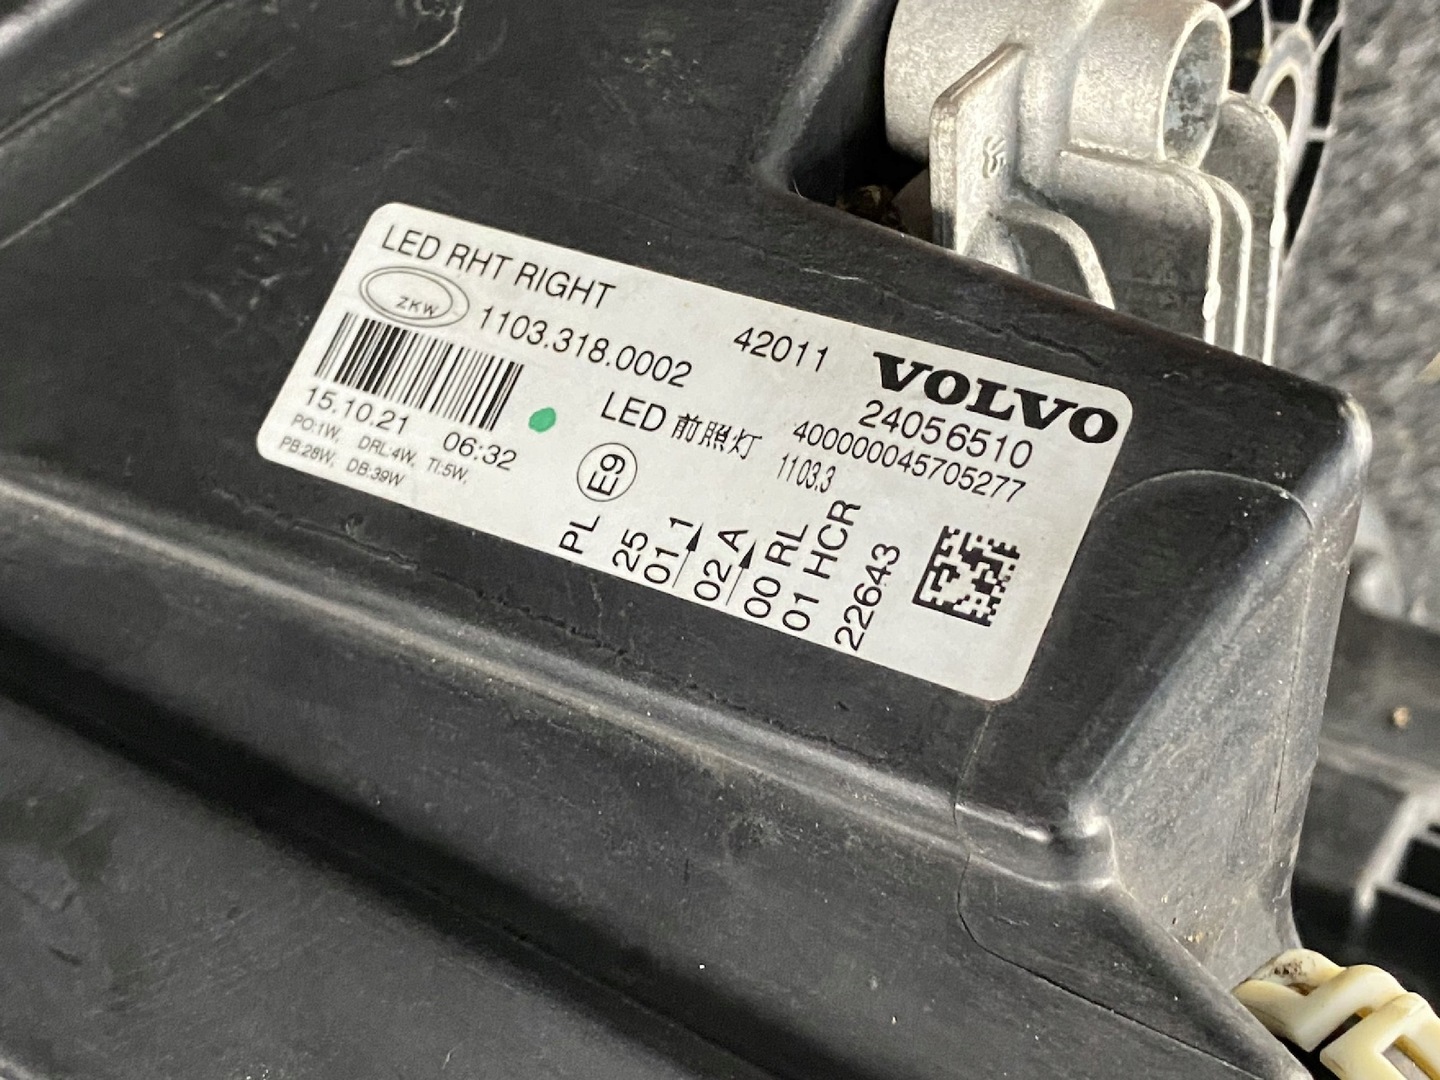 LED RHT RIGHT
ZKW
1103.318.0002
42011
VOLVO
24056510
400000045705277
1103.3
LED 前照灯
15.10.21 06:32
PO:1W, DRL:4W, TI:5W,
PB:28W, DB:39W
E9
PL
25
01 1
02 A
00 RL
01 HCR
22643